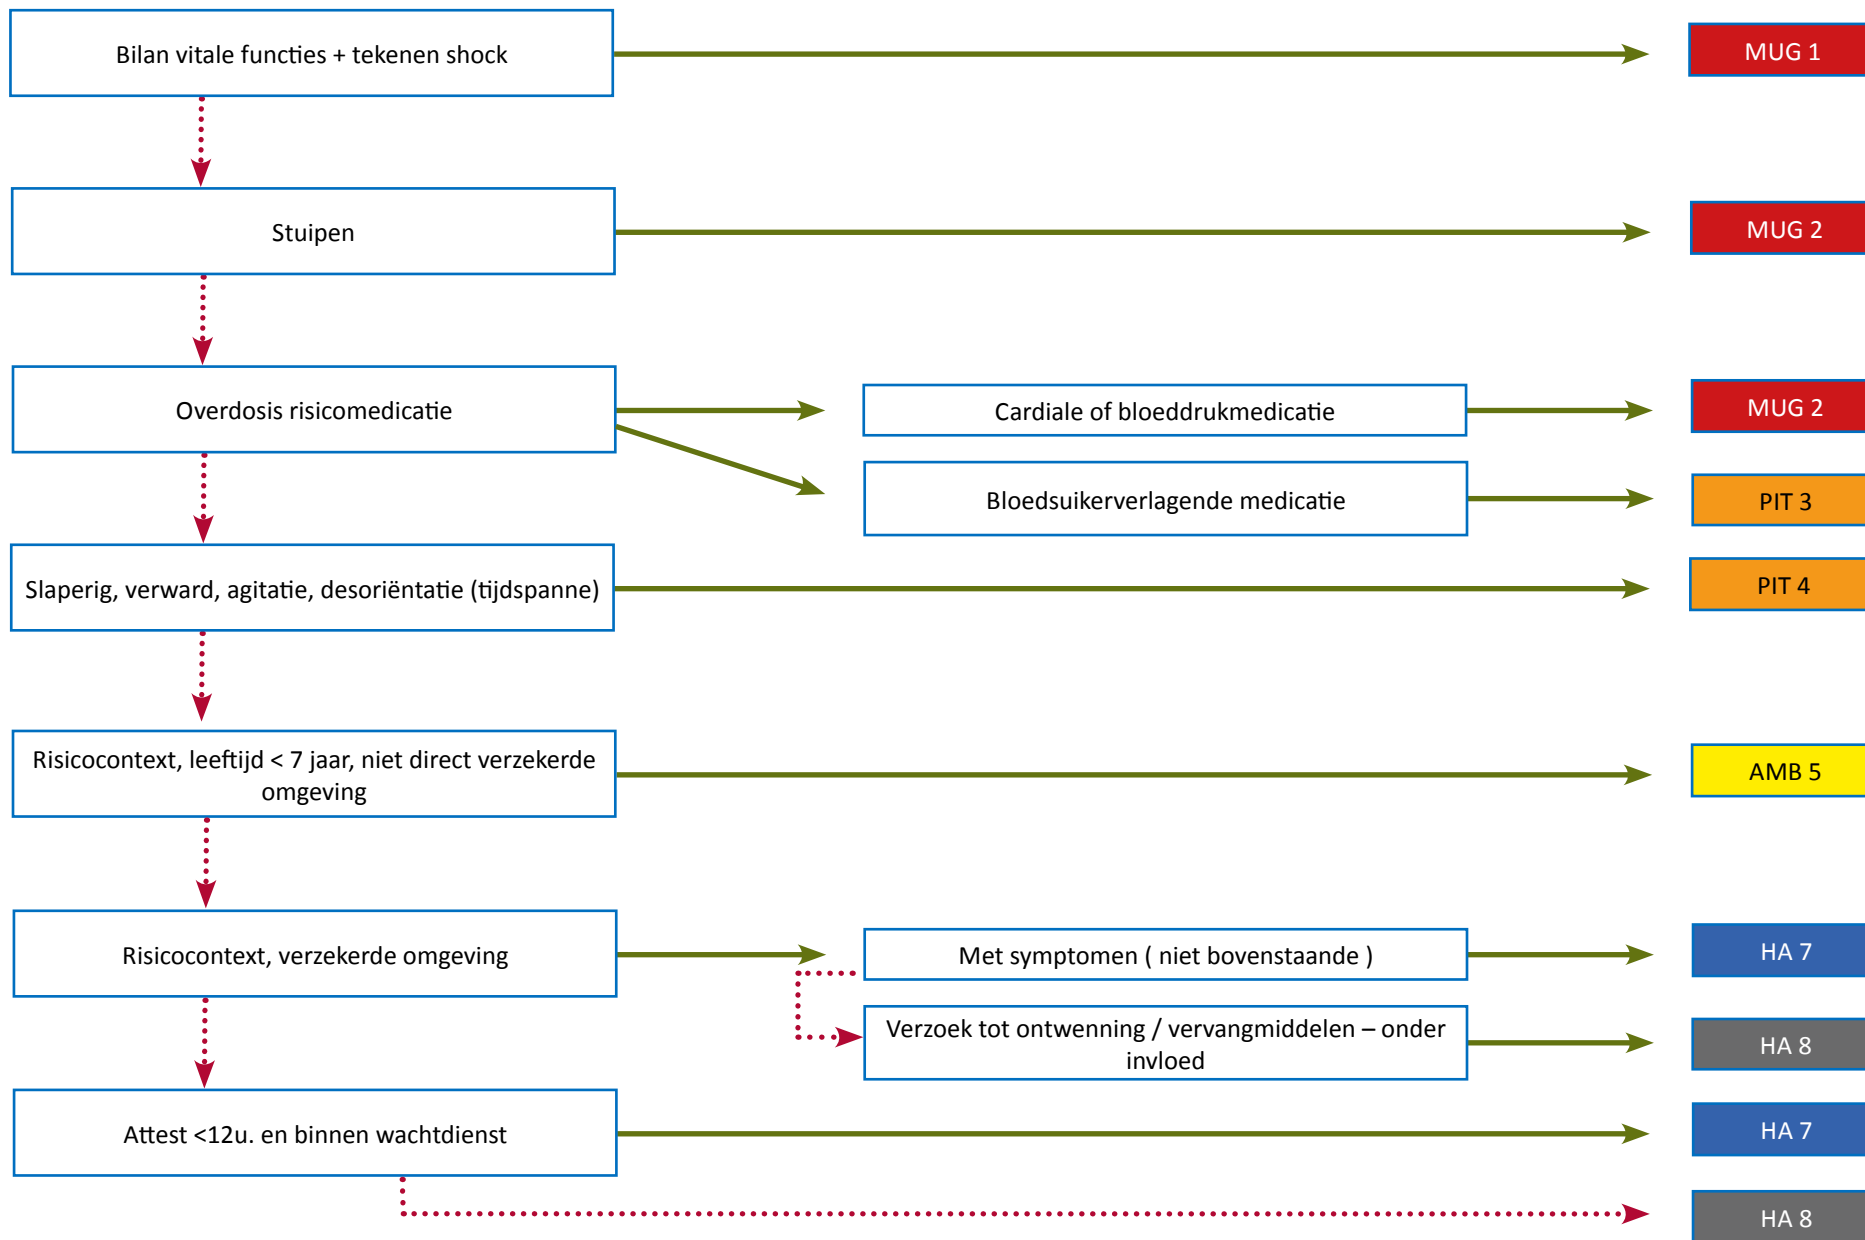 Bilan vitale functies + tekenen shock
MUG 1
Stuipen
MUG 2
Overdosis risicomedicatie
Cardiale of bloeddrukmedicatie
MUG 2
Bloedsuikerverlagende medicatie
PIT 3
Slaperig, verward, agitatie, desoriëntatie (tijdspanne)
PIT 4
Risicocontext, leeftijd < 7 jaar, niet direct verzekerde
omgeving
AMB 5
Risicocontext, verzekerde omgeving
Met symptomen ( niet bovenstaande )
HA 7
Verzoek tot ontwenning / vervangmiddelen – onder
invloed
HA 8
Attest <12u. en binnen wachtdienst
HA 7
HA 8